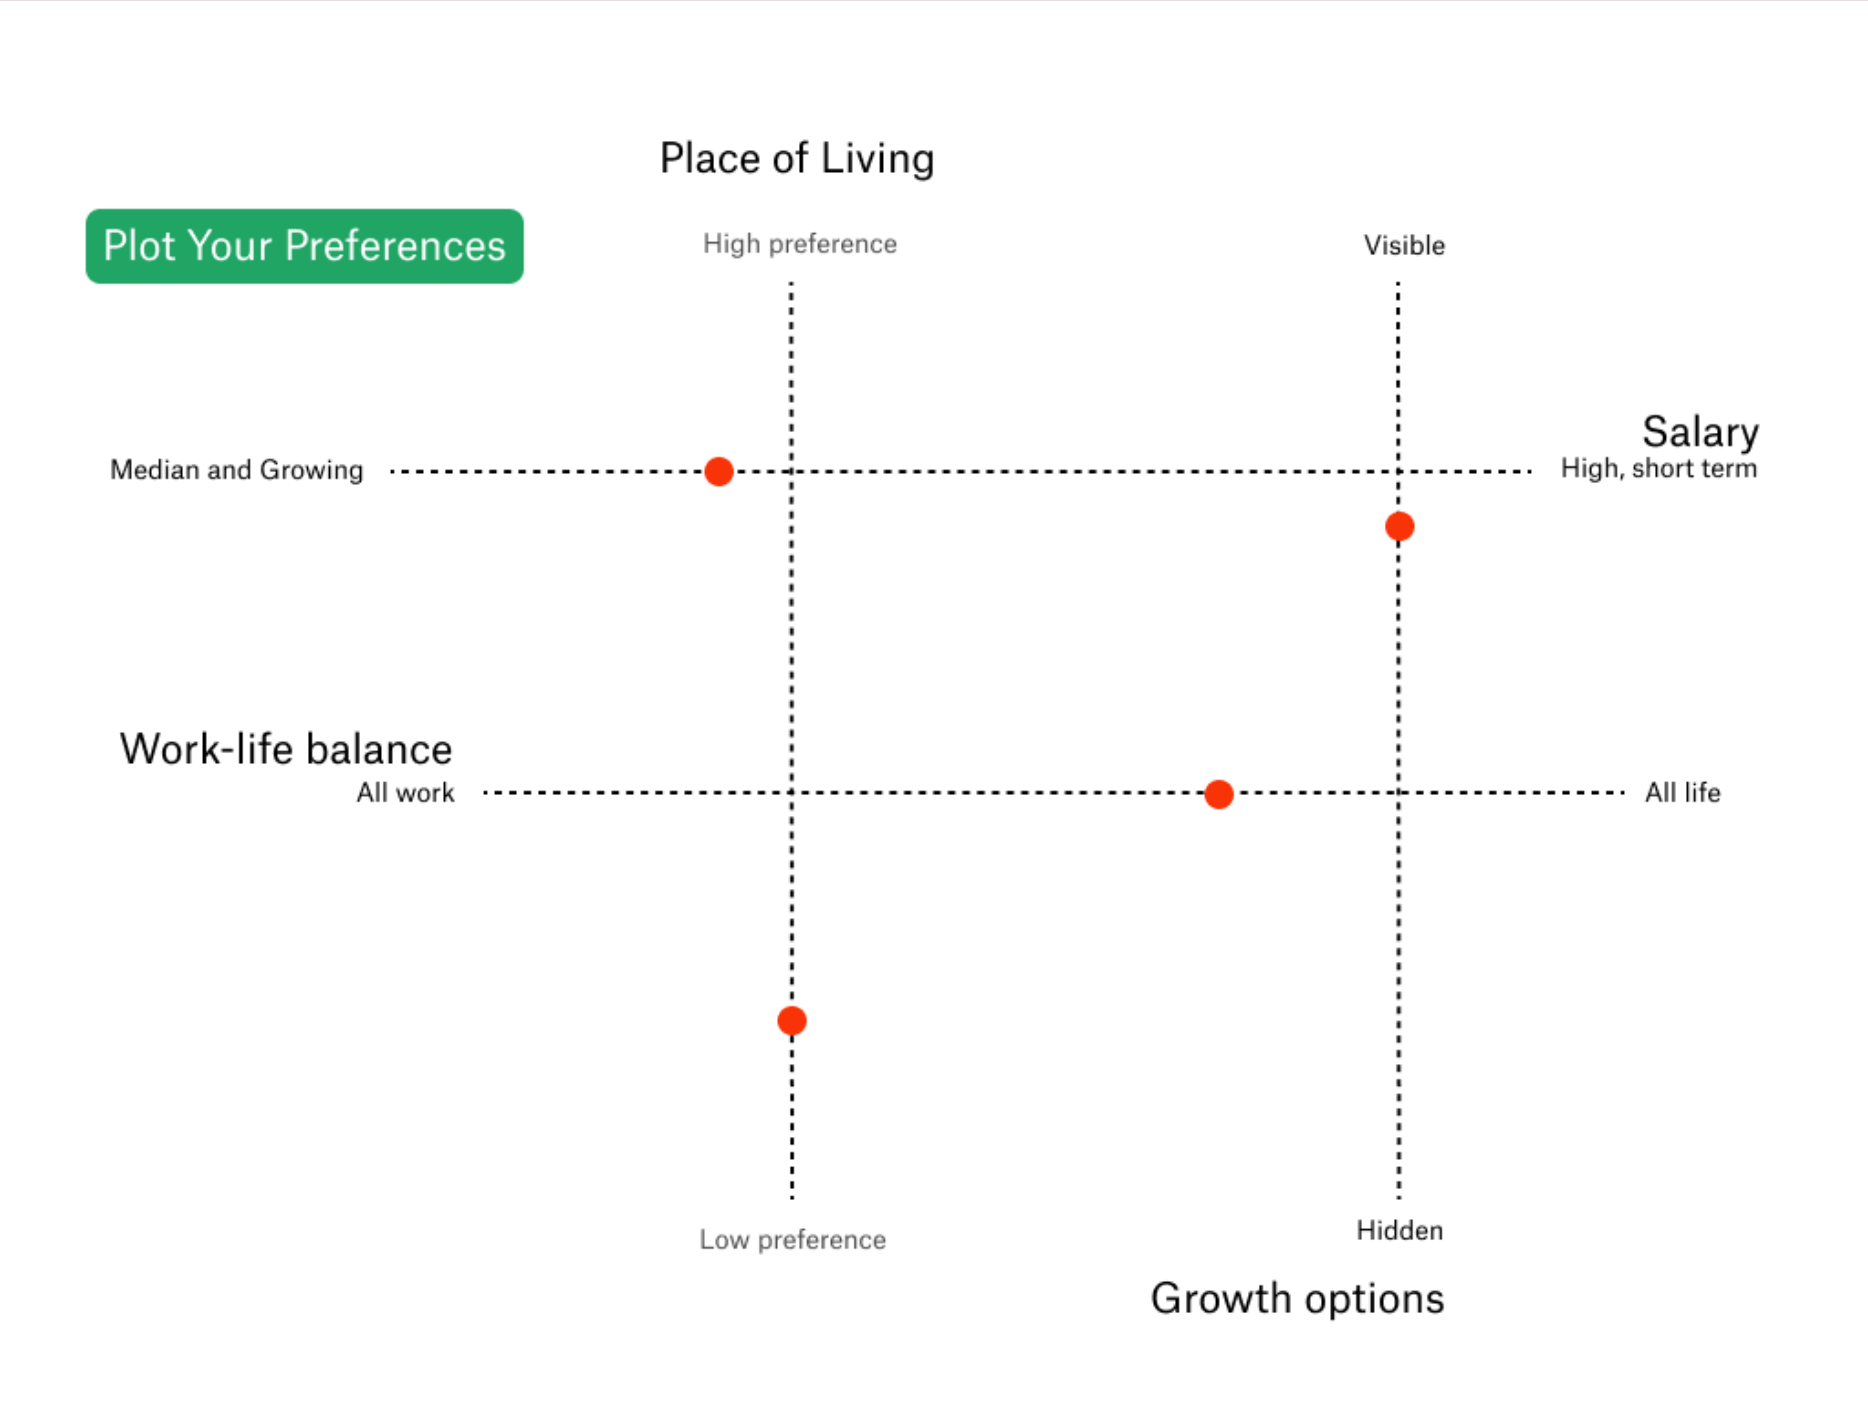 Place of Living
Plot Your Preferences
High preference
Visible
Salary
Median and Growing
High, short term
Work-life balance
All work
All life
Low preference
Hidden
Growth options